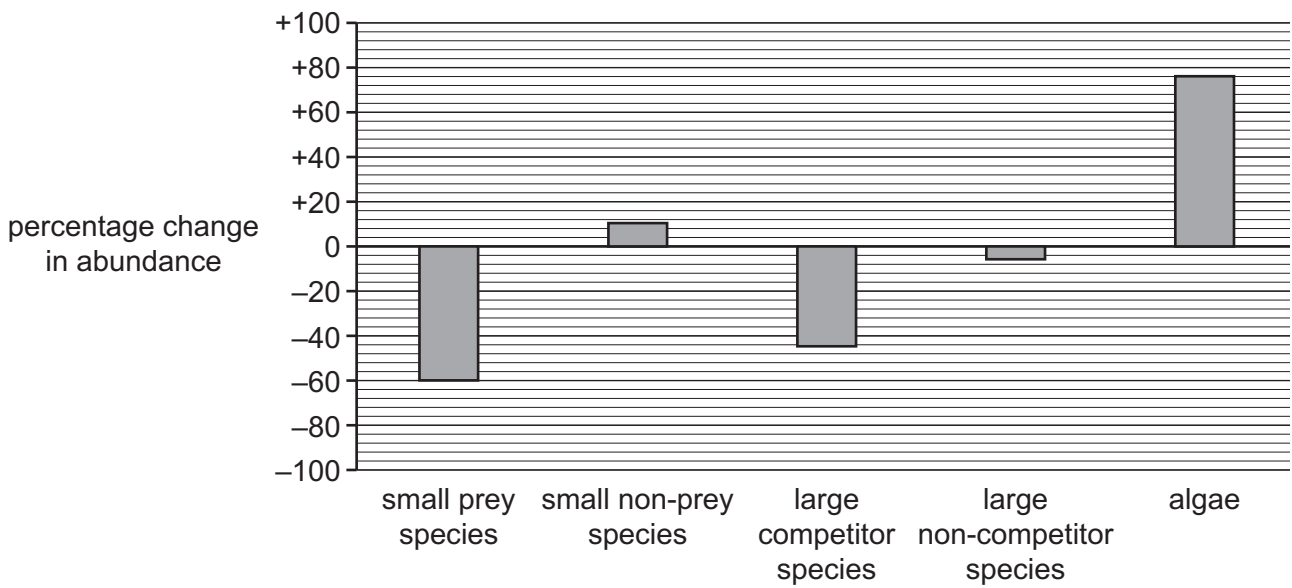 +100
+80
+60
+40
+20
0
–20
–40
–60
–80
–100
percentage change
in abundance
small prey
species
small non-prey
species
large
competitor
species
large
non-competitor
species
algae